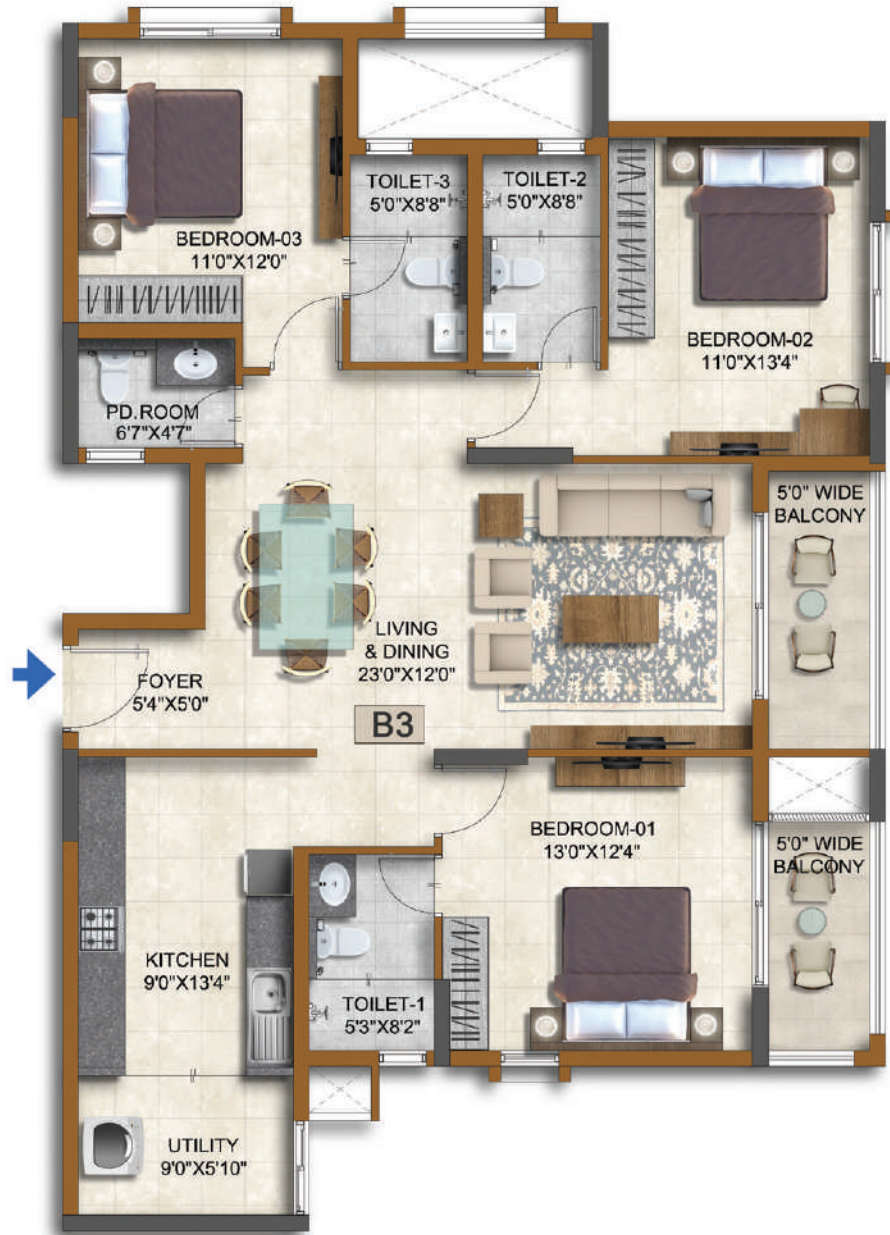 TOILET-3
5'0"X8'8"
TOILET-2
5'0"X8'8"
BEDROOM-03
11'0"X12'0"
BEDROOM-02
11'0"X13'4"
PD.ROOM
6'7"X4'7"
5'0" WIDE
BALCONY
LIVING
& DINING
23'0"X12'0"
FOYER
5'4"X5'0"
B3
BEDROOM-01
13'0"X12'4"
5'0" WIDE
BALCONY
KITCHEN
9'0"X13'4"
TOILET-1
5'3"X8'2"
UTILITY
9'0"X5'10"